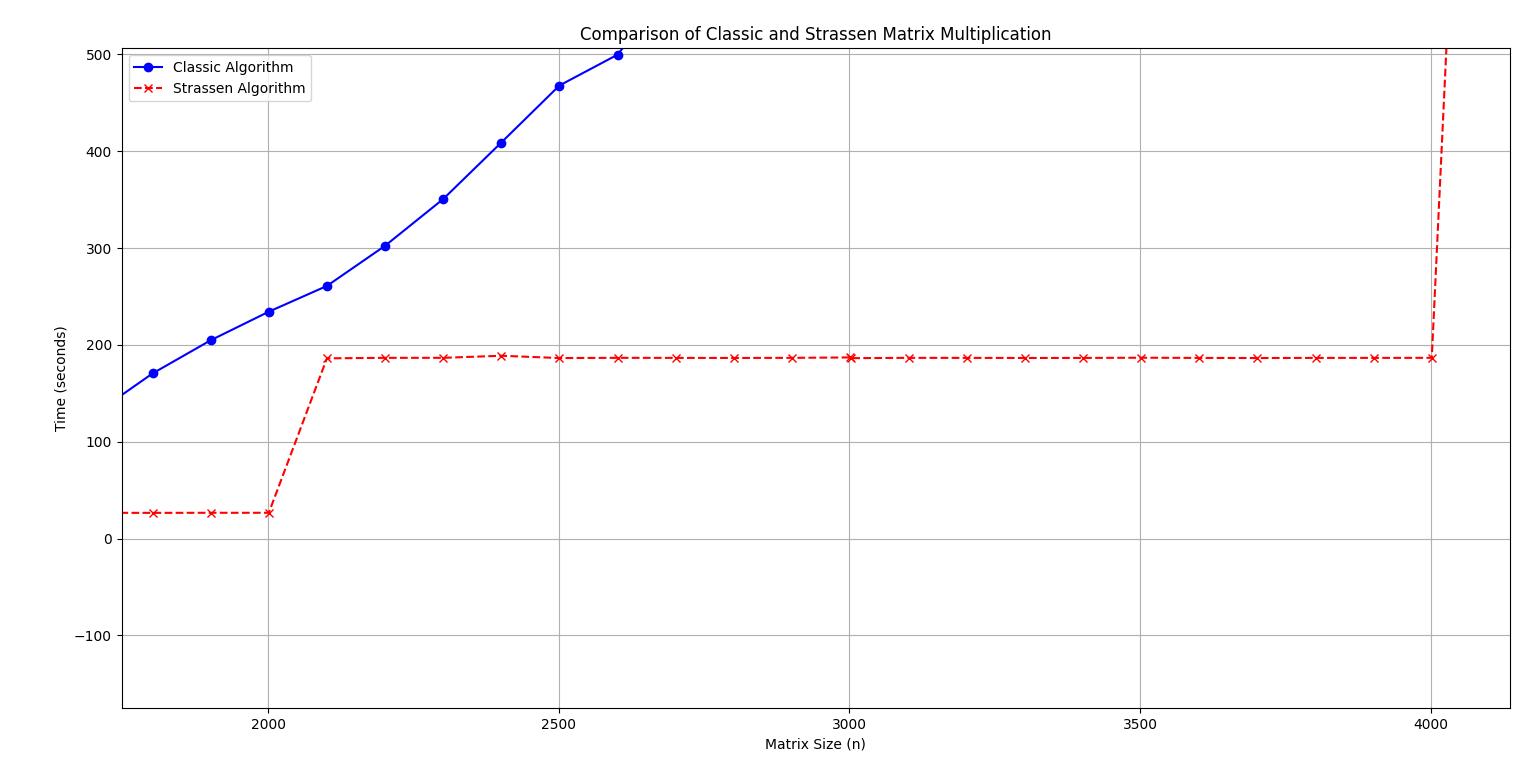 Comparison of Classic and Strassen Matrix Multiplication
Classic Algorithm
Strassen Algorithm
500
400
300
200
100
0
−100
Time (seconds)
2000
2500
3000
3500
4000
Matrix Size (n)